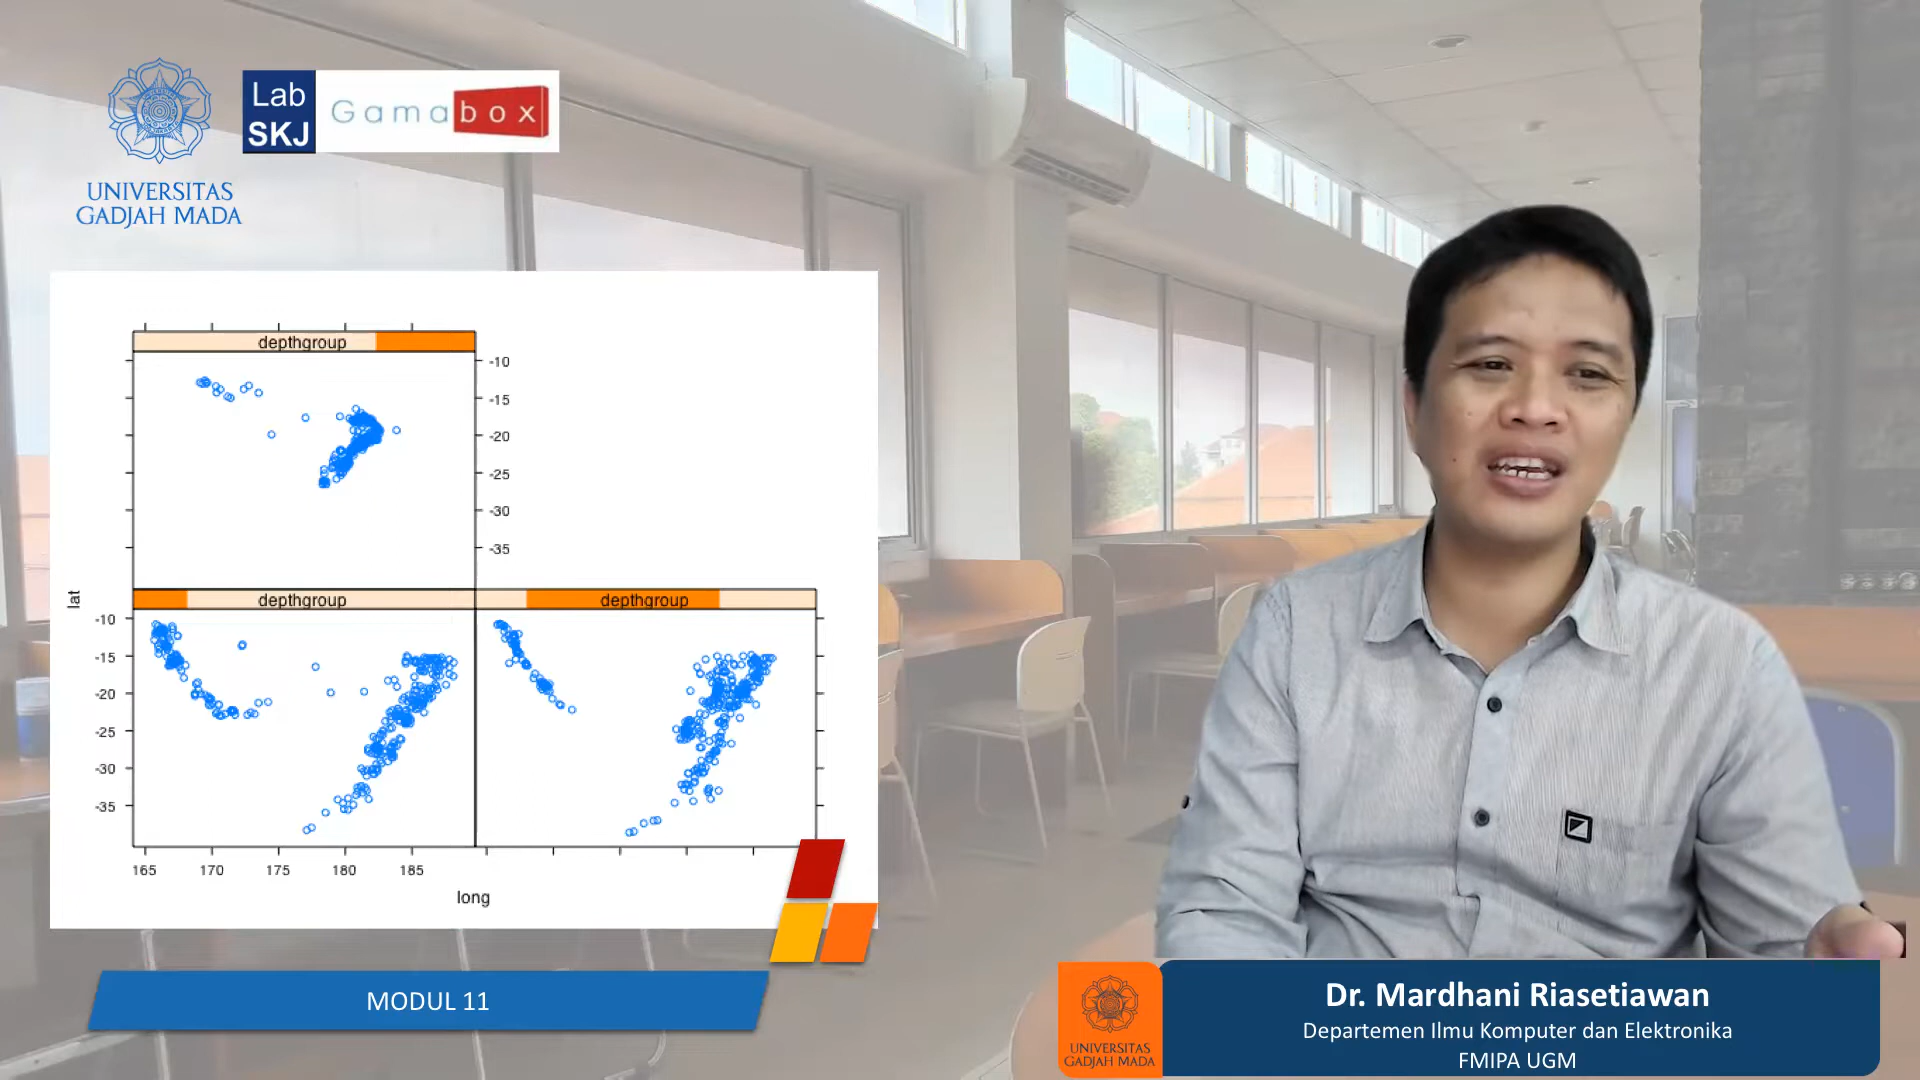 UNIVERSITAS
GADJAH MADA
Lab
SKJ
Gamabox
depthgroup
-10
-15
-20
-25
-30
-35
lat
depthgroup
depthgroup
-10
-15
-20
-25
-30
-35
165
170
175
180
185
long
MODUL 11
UNIVERSITAS
GADJAH MADA
Dr. Mardhani Riasetiawan
Departemen Ilmu Komputer dan Elektronika
FMIPA UGM